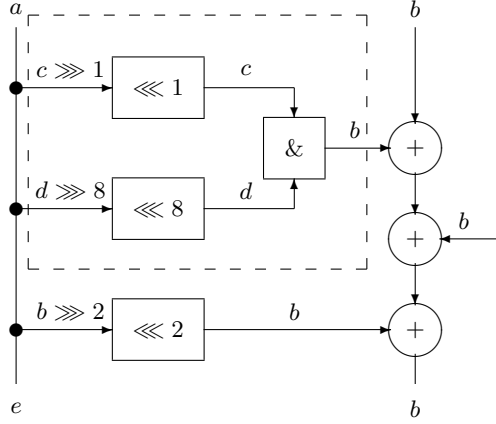 a b
c ⋙ 1 ⋘ 1 c
& b +
d ⋙ 8 ⋘ 8 d
+ b
b ⋙ 2 ⋘ 2 b +
e b